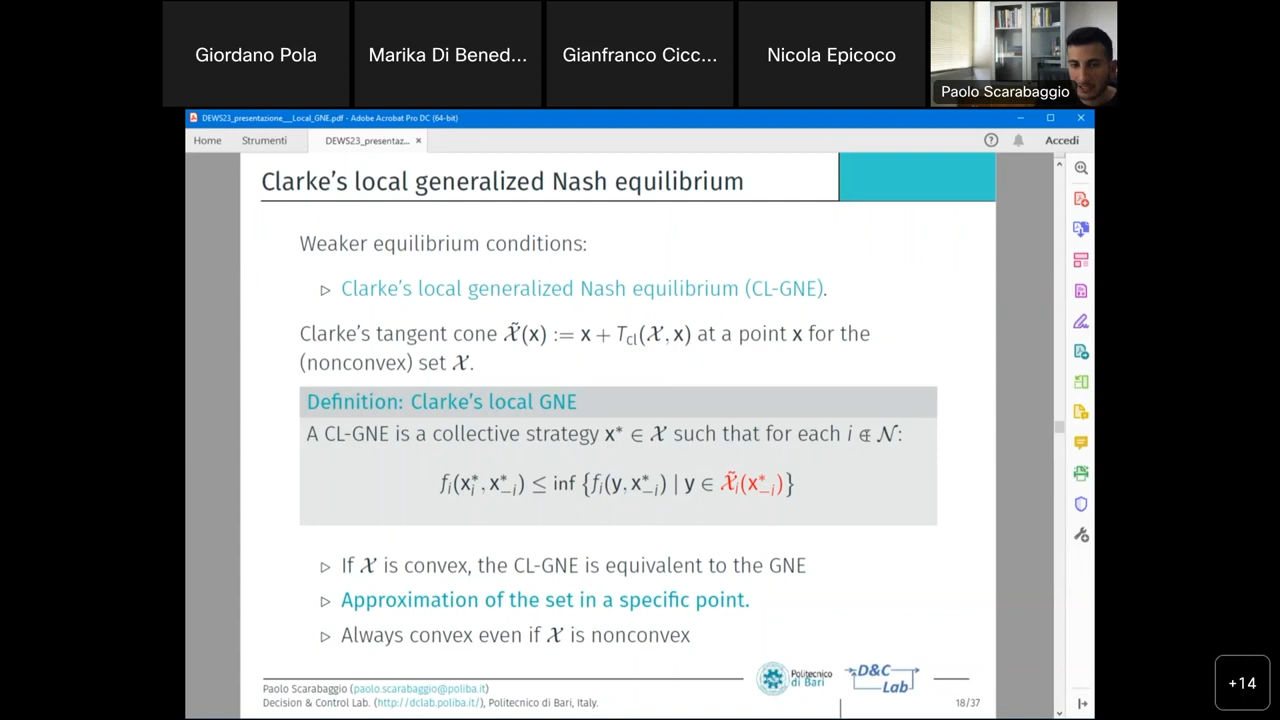 Giordano Pola
Marika Di Bened...
Gianfranco Cicc...
Nicola Epicoco
Paolo Scarabaggio
DEWS23_presentazione__Local_GNE.pdf - Adobe Acrobat Pro DC (64-bit)
Home Strumenti DEWS23_presentaz... × Accedi
Clarke's local generalized Nash equilibrium
Weaker equilibrium conditions:
▷ Clarke's local generalized Nash equilibrium (CL-GNE).
Clarke's tangent cone 𝒳̃(x) := x + T_cl(𝒳, x) at a point x for the
(nonconvex) set 𝒳.
Definition: Clarke's local GNE
A CL-GNE is a collective strategy x* ∈ 𝒳 such that for each i ∈ 𝒩:
f_i(x*_i, x*_−i) ≤ inf {f_i(y, x*_−i) | y ∈ 𝒳̃_i(x*_−i)}
▷ If 𝒳 is convex, the CL-GNE is equivalent to the GNE
▷ Approximation of the set in a specific point.
▷ Always convex even if 𝒳 is nonconvex
Politecnico
di Bari
D&C
Lab
Paolo Scarabaggio (paolo.scarabaggio@poliba.it)
Decision & Control Lab. (http://dclab.poliba.it/), Politecnico di Bari, Italy.
18/37
+14